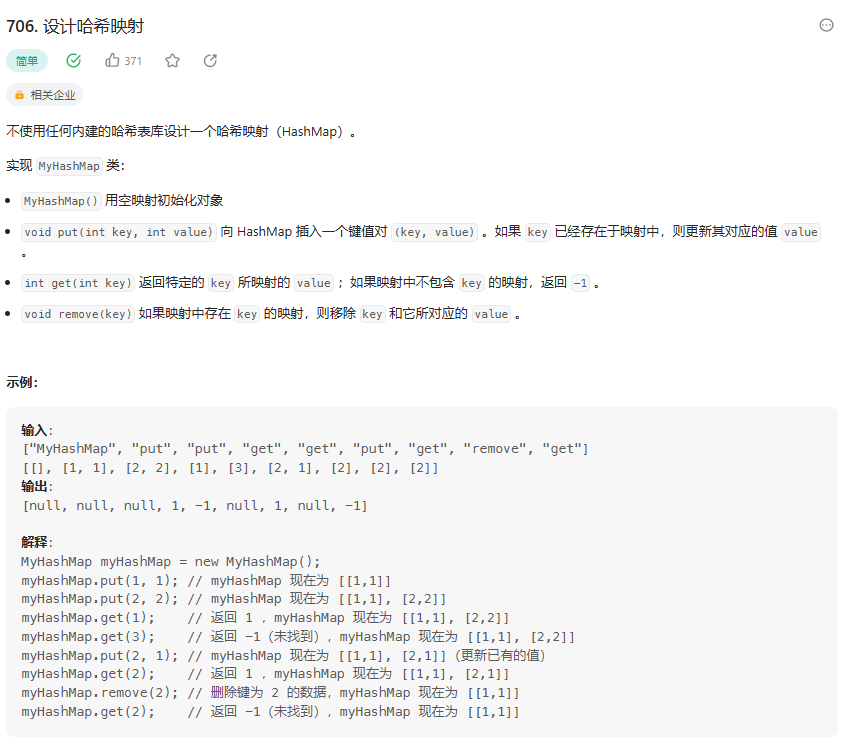 706. 设计哈希映射
简单
371
相关企业
不使用任何内建的哈希表库设计一个哈希映射（HashMap）。
实现 MyHashMap 类：
MyHashMap() 用空映射初始化对象
void put(int key, int value) 向 HashMap 插入一个键值对 (key, value) 。如果 key 已经存在于映射中，则更新其对应的值 value
。
int get(int key) 返回特定的 key 所映射的 value ；如果映射中不包含 key 的映射，返回 -1 。
void remove(key) 如果映射中存在 key 的映射，则移除 key 和它所对应的 value 。
示例：
输入：
["MyHashMap", "put", "put", "get", "get", "put", "get", "remove", "get"]
[[], [1, 1], [2, 2], [1], [3], [2, 1], [2], [2], [2]]
输出：
[null, null, null, 1, -1, null, 1, null, -1]
解释：
MyHashMap myHashMap = new MyHashMap();
myHashMap.put(1, 1); // myHashMap 现在为 [[1,1]]
myHashMap.put(2, 2); // myHashMap 现在为 [[1,1], [2,2]]
myHashMap.get(1);    // 返回 1 ，myHashMap 现在为 [[1,1], [2,2]]
myHashMap.get(3);    // 返回 -1（未找到），myHashMap 现在为 [[1,1], [2,2]]
myHashMap.put(2, 1); // myHashMap 现在为 [[1,1], [2,1]]（更新已有的值）
myHashMap.get(2);    // 返回 1 ，myHashMap 现在为 [[1,1], [2,1]]
myHashMap.remove(2); // 删除键为 2 的数据，myHashMap 现在为 [[1,1]]
myHashMap.get(2);    // 返回 -1（未找到），myHashMap 现在为 [[1,1]]